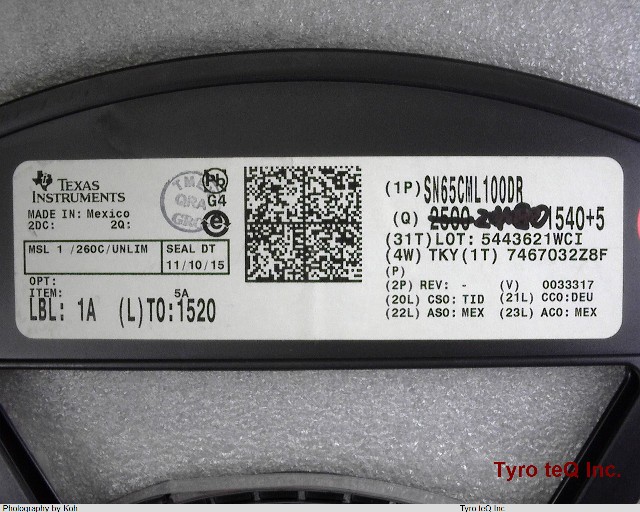 TEXAS
INSTRUMENTS
MADE IN: Mexico
2DC: 2Q:
MSL 1 /260C/UNLIM
SEAL DT
11/10/15
OPT:
ITEM: 5A
LBL: 1A (L)TO:1520
Pb
G4
e
(1P)SN65CML100DR
(Q) 2500 1540+5
(31T)LOT: 5443621WCI
(4W) TKY(1T) 7467032Z8F
(P)
(2P) REV: - (V) 0033317
(20L) CSO: TID (21L) CCO:DEU
(22L) ASO: MEX (23L) ACO: MEX
Tyro teQ Inc.
Photography by Koh
Tyro teQ Inc